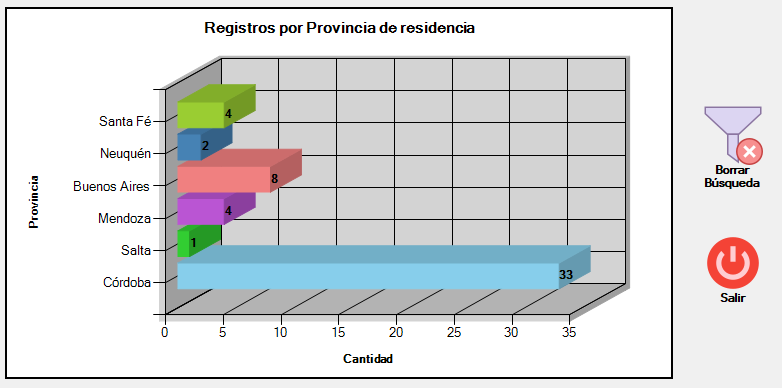 Registros por Provincia de residencia
Provincia
Santa Fé
4
Neuquén
2
Buenos Aires
8
Mendoza
4
Salta
1
Córdoba
33
0 5 10 15 20 25 30 35
Cantidad
Borrar
Búsqueda
Salir